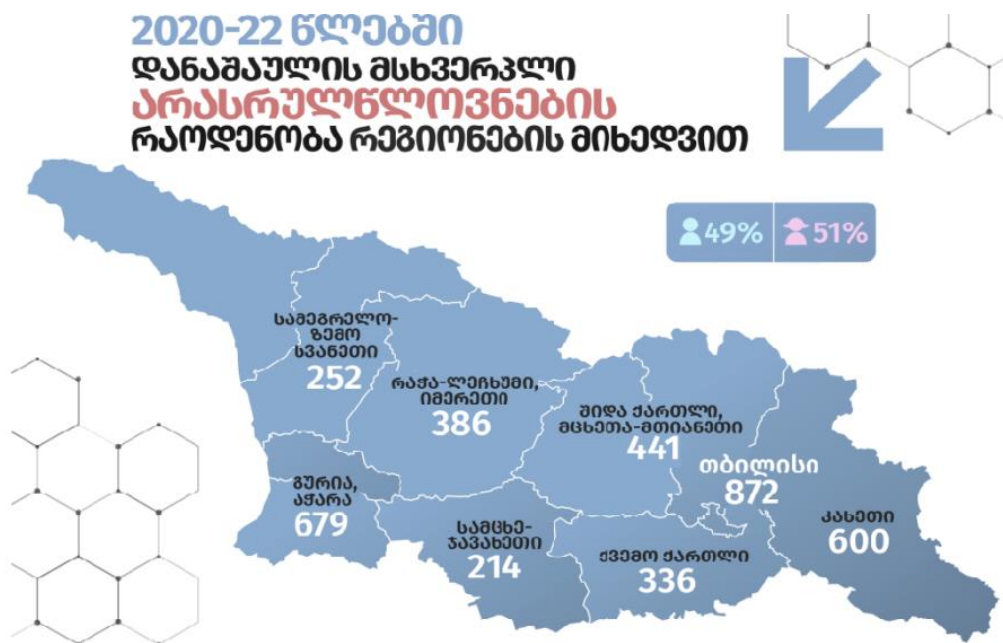 2020-22 წლებში
დანაშაულის მსხვერპლი
არასრულწლოვნების
რაოდენობა რეგიონების მიხედვით
49% 51%
სამეგრელო-
ზემო
სვანეთი
252
რაჭა-ლეჩხუმი,
იმერეთი
386
შიდა ქართლი,
მცხეთა-მთიანეთი
441
თბილისი
872
გურია,
აჭარა
679
სამცხე-
ჯავახეთი
214
ქვემო ქართლი
336
კახეთი
600